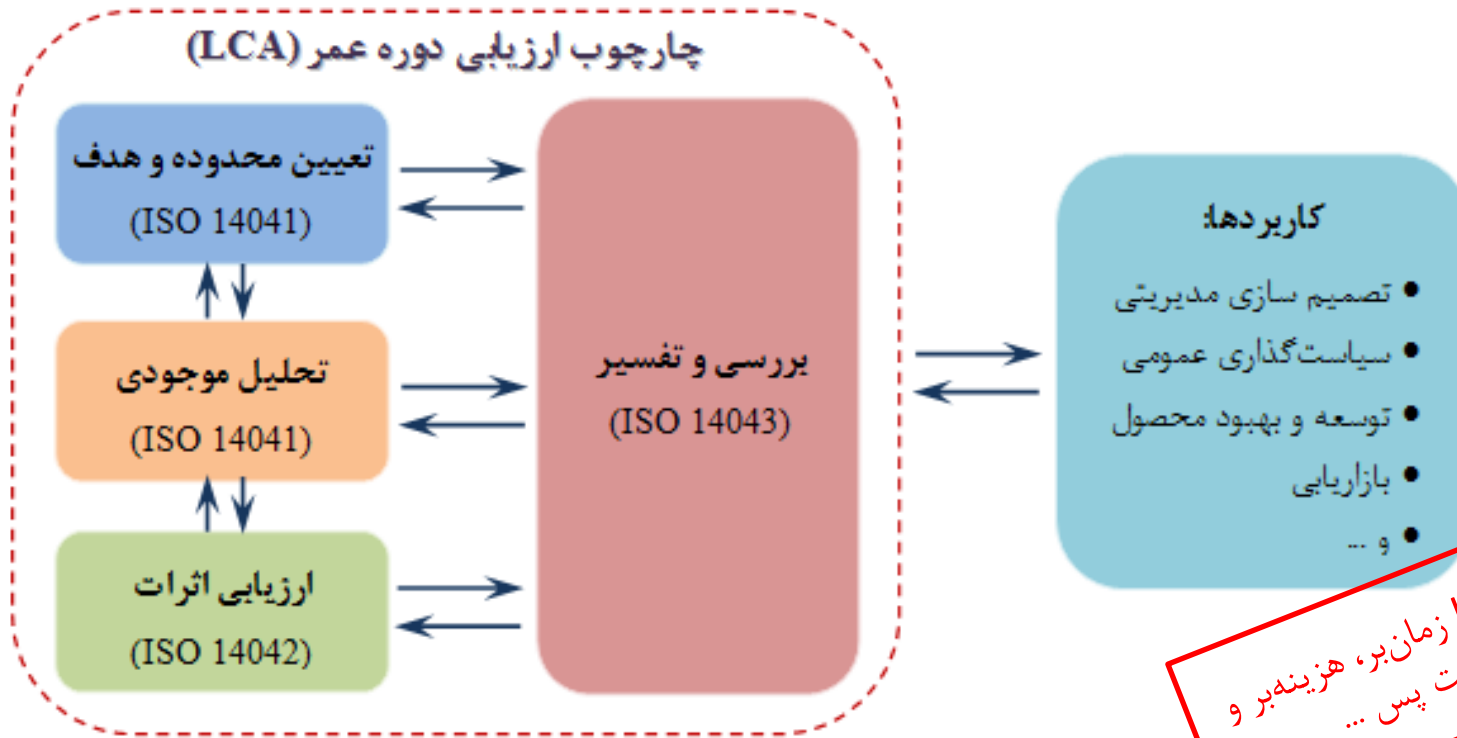 چارچوب ارزیابی دوره عمر (LCA)
تعیین محدوده و هدف
(ISO 14041)
تحلیل موجودی
(ISO 14041)
ارزیابی اثرات
(ISO 14042)
بررسی و تفسیر
(ISO 14043)
کاربردها:
• تصمیم سازی مدیریتی
• سیاست‌گذاری عمومی
• توسعه و بهبود محصول
• بازاریابی
• و ...
زمان‌بر، هزینه‌بر و
پس ...